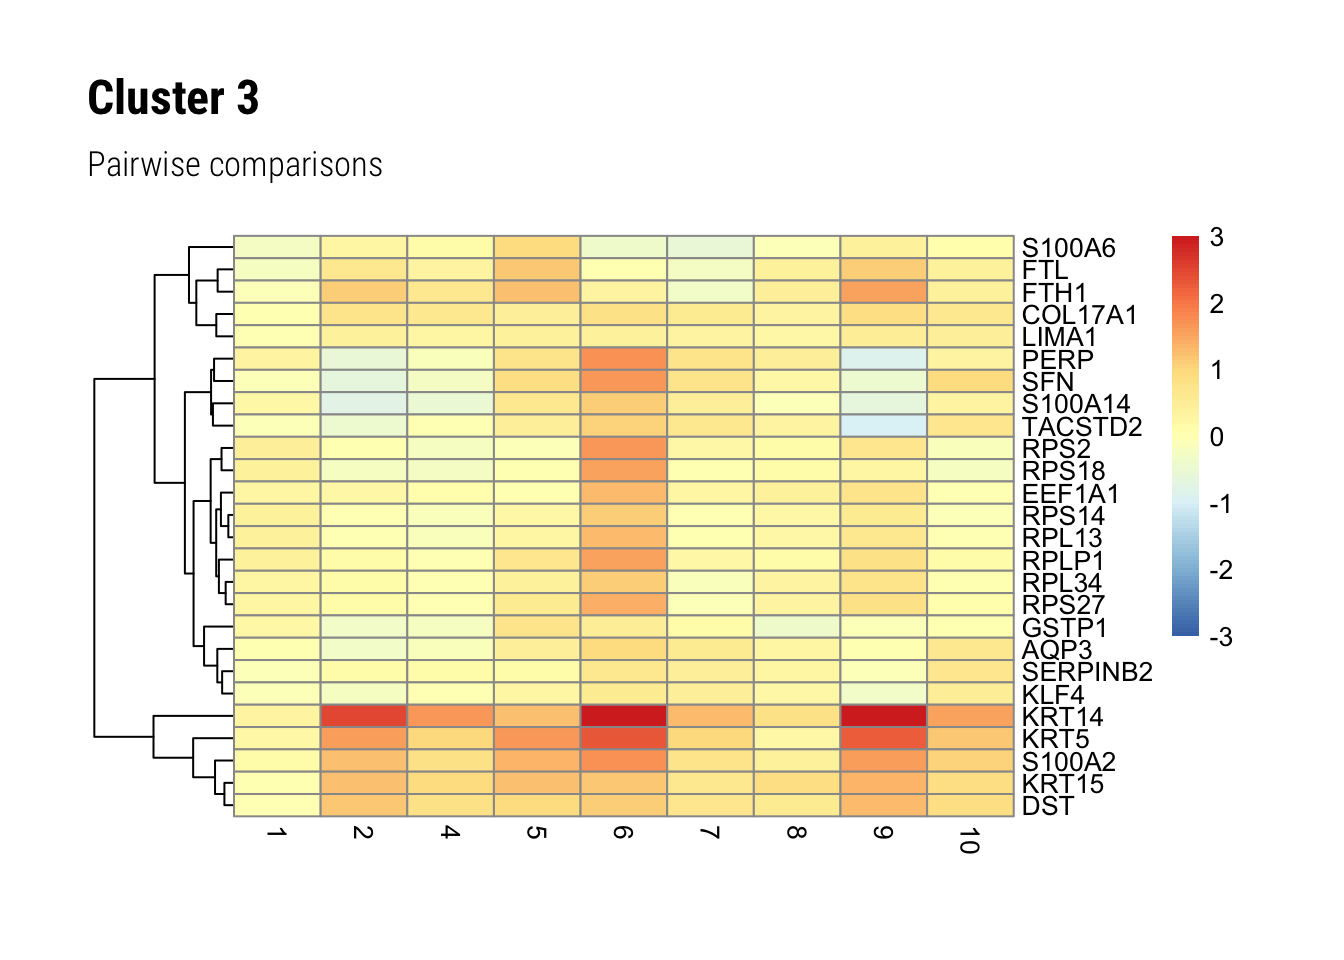 Cluster 3
Pairwise comparisons
S100A6
FTL
FTH1
COL17A1
LIMA1
PERP
SFN
S100A14
TACSTD2
RPS2
RPS18
EEF1A1
RPS14
RPL13
RPLP1
RPL34
RPS27
GSTP1
AQP3
SERPINB2
KLF4
KRT14
KRT5
S100A2
KRT15
DST
3
2
1
0
-1
-2
-3
1 2 4 5 6 7 8 9 10